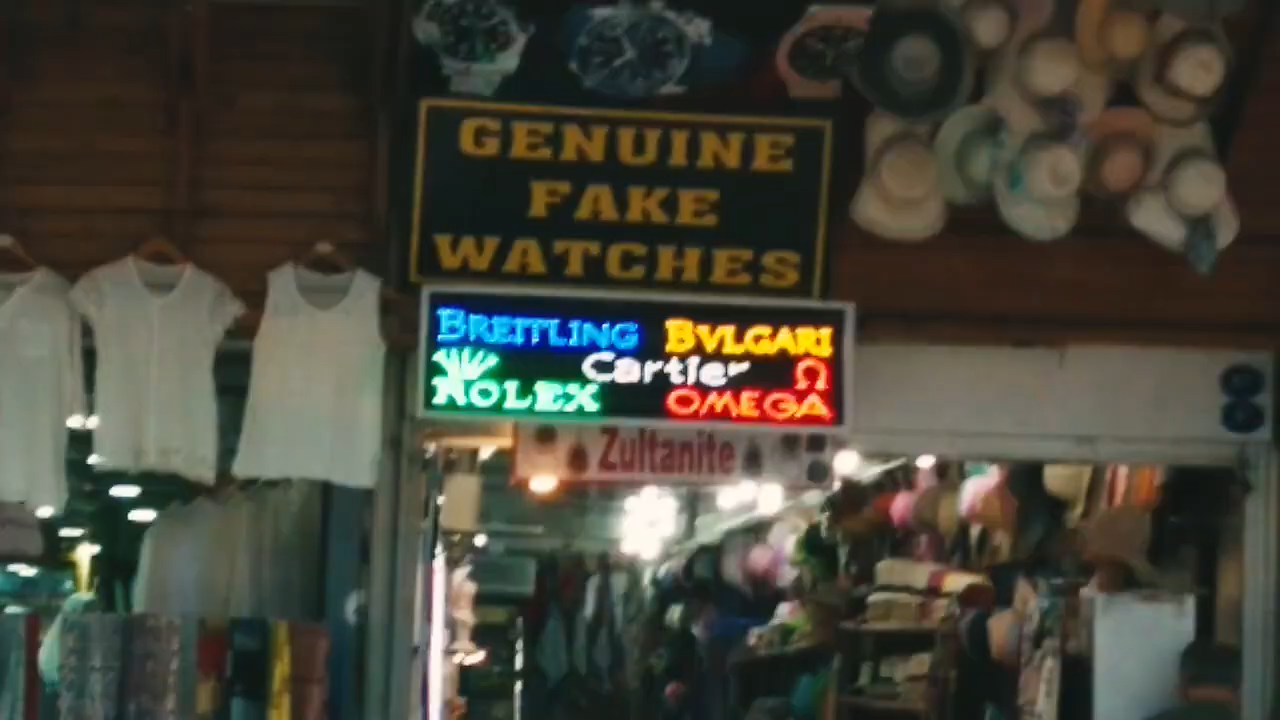 GENUINE
FAKE
WATCHES
BREITLING BVLGARI
Cartier Ω
ROLEX OMEGA
Zultanite